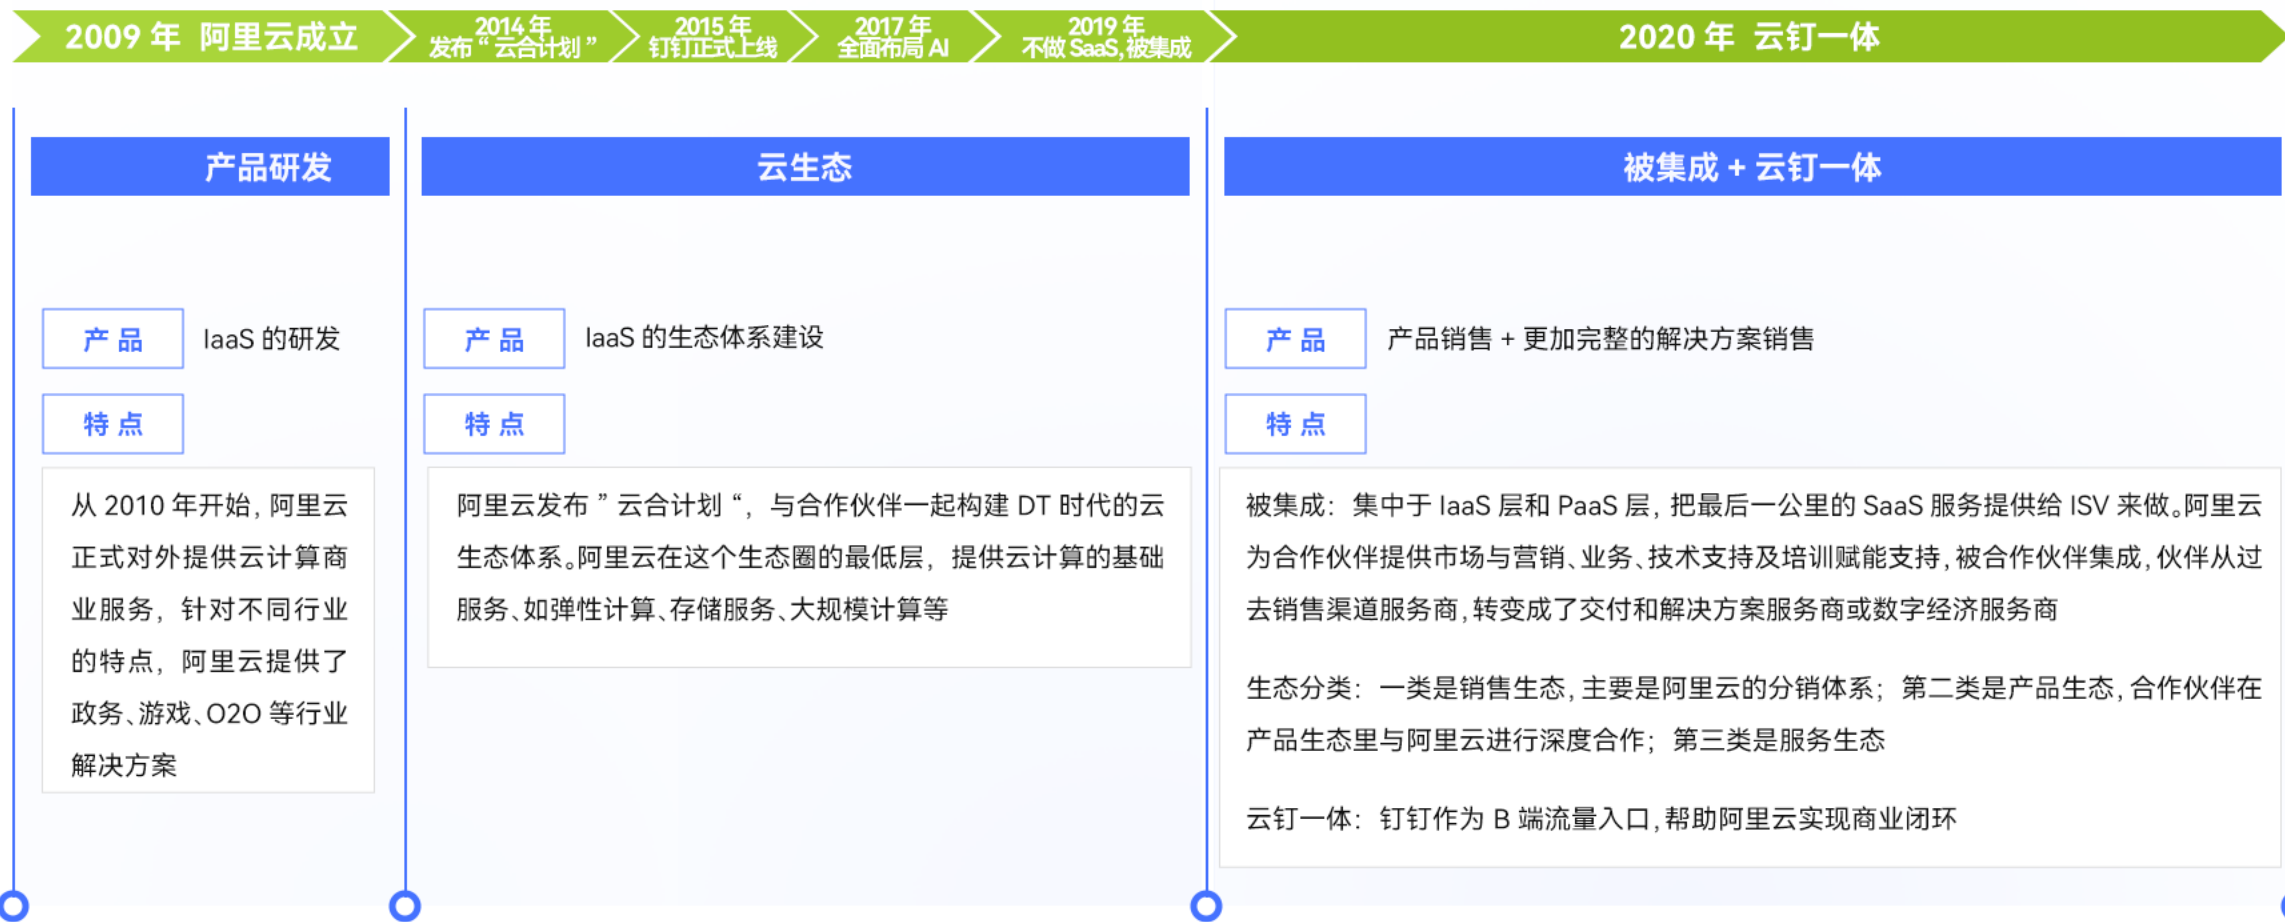 2009 年 阿里云成立
2014 年
发布 “ 云合计划 ”
2015 年
钉钉正式上线
2017 年
全面布局 AI
2019 年
不做 SaaS,被集成
2020 年 云钉一体
产品研发
产 品
IaaS 的研发
特 点
从 2010 年开始, 阿里云
正式对外提供云计算商
业服务, 针对不同行业
的特点, 阿里云提供了
政务、游戏、O2O 等行业
解决方案
云生态
产 品
IaaS 的生态体系建设
特 点
阿里云发布 ” 云合计划 “, 与合作伙伴一起构建 DT 时代的云
生态体系。阿里云在这个生态圈的最低层, 提供云计算的基础
服务、如弹性计算、存储服务、大规模计算等
被集成 + 云钉一体
产 品
产品销售 + 更加完整的解决方案销售
特 点
被集成: 集中于 IaaS 层和 PaaS 层, 把最后一公里的 SaaS 服务提供给 ISV 来做。阿里云
为合作伙伴提供市场与营销、业务、技术支持及培训赋能支持,被合作伙伴集成,伙伴从过
去销售渠道服务商,转变成了交付和解决方案服务商或数字经济服务商
生态分类: 一类是销售生态,主要是阿里云的分销体系; 第二类是产品生态,合作伙伴在
产品生态里与阿里云进行深度合作; 第三类是服务生态
云钉一体: 钉钉作为 B 端流量入口,帮助阿里云实现商业闭环